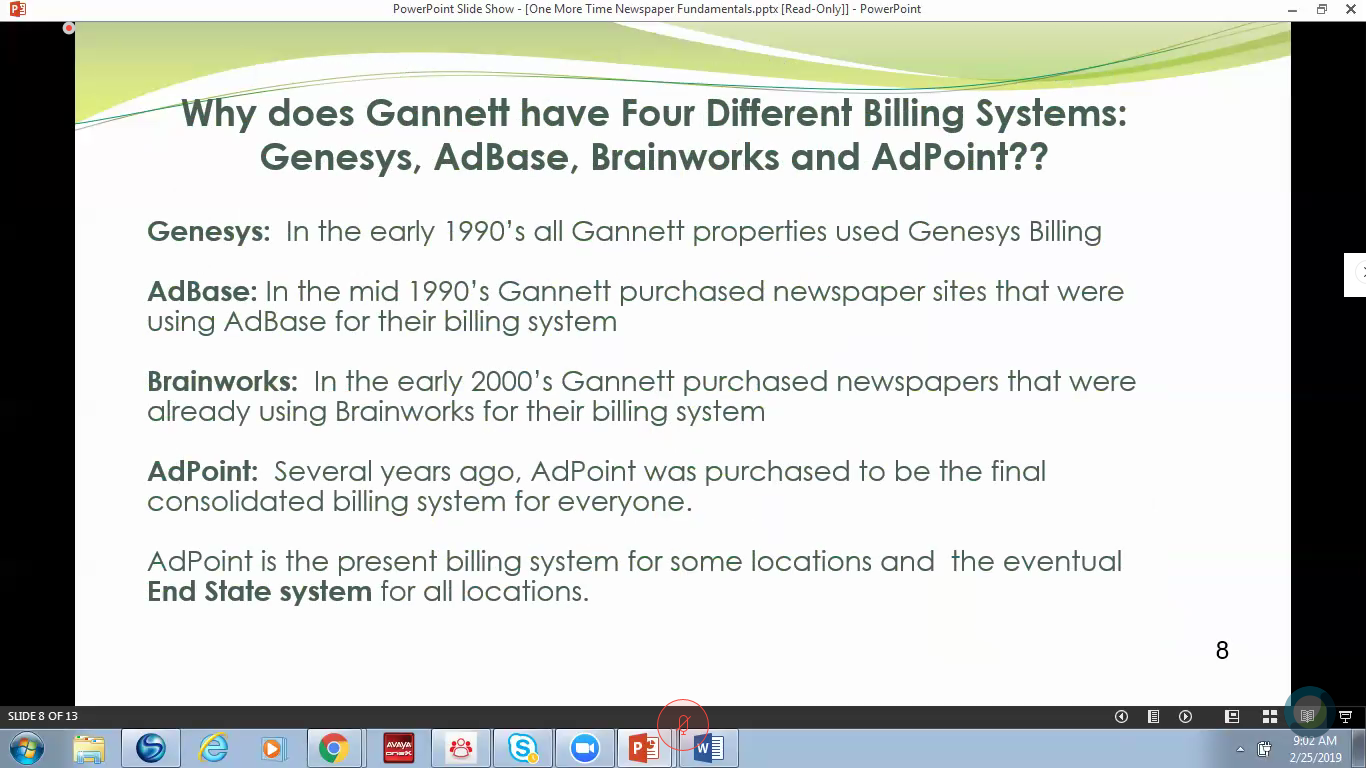 PowerPoint Slide Show - [One More Time Newspaper Fundamentals.pptx [Read-Only]] - PowerPoint
Why does Gannett have Four Different Billing Systems:
Genesys, AdBase, Brainworks and AdPoint??
Genesys: In the early 1990's all Gannett properties used Genesys Billing
AdBase: In the mid 1990's Gannett purchased newspaper sites that were
using AdBase for their billing system
Brainworks: In the early 2000's Gannett purchased newspapers that were
already using Brainworks for their billing system
AdPoint: Several years ago, AdPoint was purchased to be the final
consolidated billing system for everyone.
AdPoint is the present billing system for some locations and the eventual
End State system for all locations.
8
SLIDE 8 OF 13
AVAYA
one-X
9:02 AM
2/25/2019